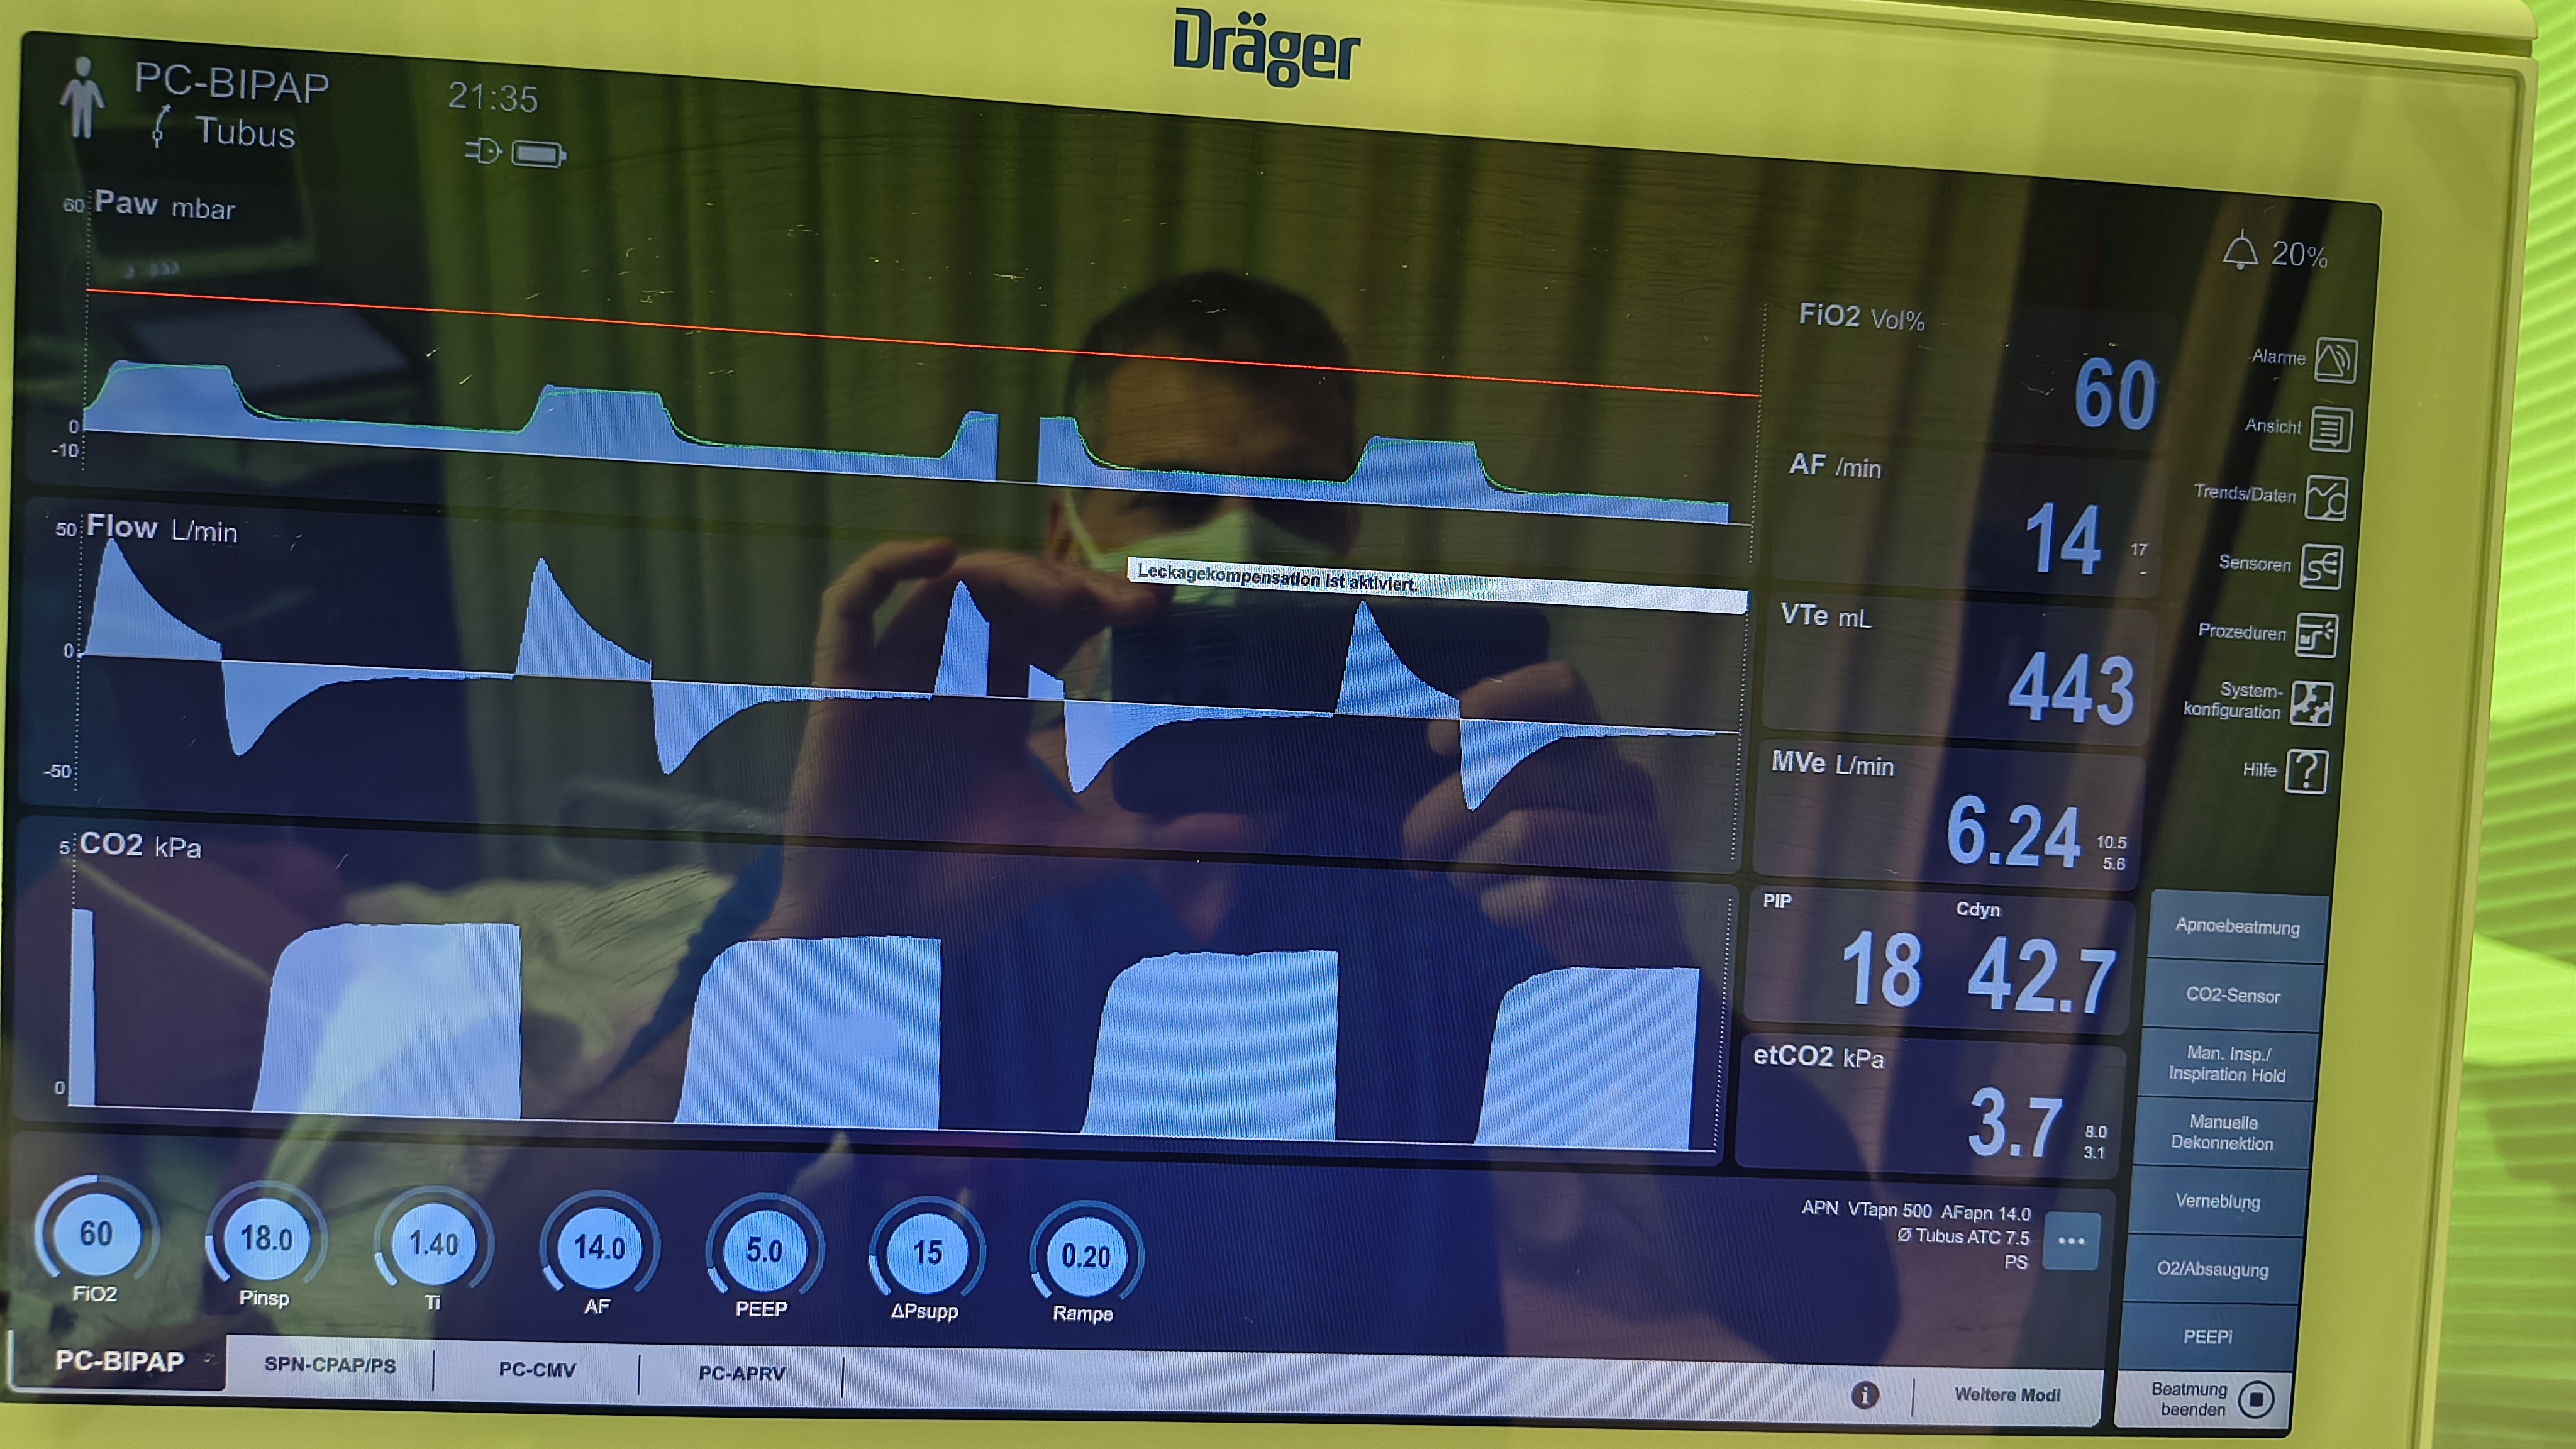 Dräger
PC-BIPAP
Tubus
21:35
20%
60 Paw mbar
0
-10
50 Flow L/min
0
-50
Leckagekompensation ist aktiviert.
5 CO2 kPa
0
FiO2 Vol%
60
AF /min
14 17
-
VTe mL
443
MVe L/min
6.24 10.5
5.6
PIP Cdyn
18 42.7
etCO2 kPa
3.7 8.0
3.1
Alarme
Ansicht
Trends/Daten
Sensoren
Prozeduren
System-
konfiguration
Hilfe
?
Apnoebeatmung
CO2-Sensor
Man. Insp./
Inspiration Hold
Manuelle
Dekonnektion
Verneblung
O2/Absaugung
PEEPi
Beatmung
beenden
60 18.0 1.40 14.0 5.0 15 0.20
FiO2 Pinsp Ti AF PEEP ΔPsupp Rampe
APN VTapn 500 AFapn 14.0
Ø Tubus ATC 7.5
PS
...
PC-BIPAP SPN-CPAP/PS PC-CMV PC-APRV i Weitere Modi